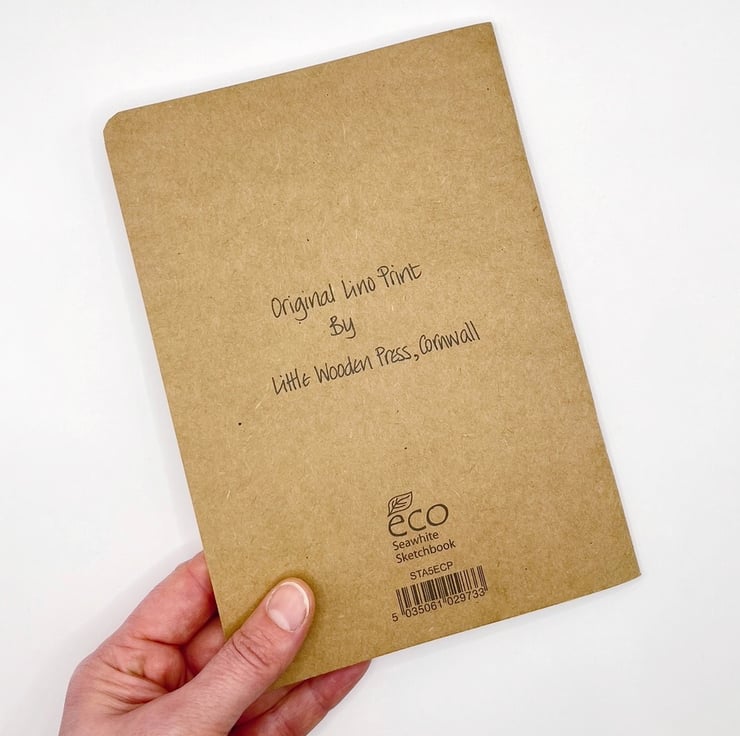 Original Lino Print
By
Little Wooden Press, Cornwall
eco
Seawhite
Sketchbook
STA5ECP
5 035061 029733